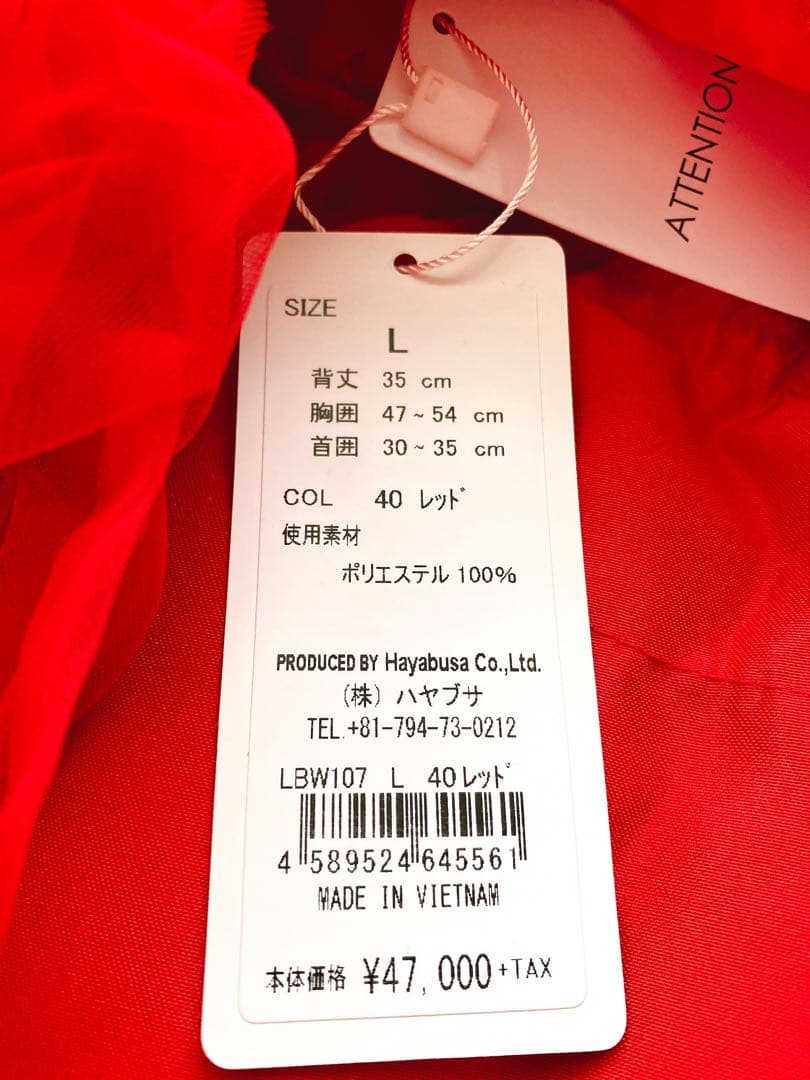 ATTENTION
SIZE
L
背丈 35 cm
胸囲 47~54 cm
首囲 30~35 cm
COL 40 ﾚｯﾄﾞ
使用素材
ポリエステル 100%
PRODUCED BY Hayabusa Co.,Ltd.
(株) ハヤブサ
TEL.+81-794-73-0212
LBW107 L 40ﾚｯﾄﾞ
4 589524 645561
MADE IN VIETNAM
本体価格 ¥47,000+TAX